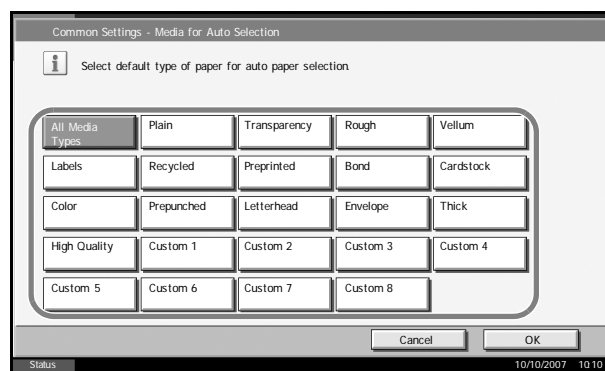 Common Settings - Media for Auto Selection
Select default type of paper for auto paper selection.
All Media Types
Plain
Transparency
Rough
Vellum
Labels
Recycled
Preprinted
Bond
Cardstock
Color
Prepunched
Letterhead
Envelope
Thick
High Quality
Custom 1
Custom 2
Custom 3
Custom 4
Custom 5
Custom 6
Custom 7
Custom 8
Cancel
OK
Status
10/10/2007 10:10